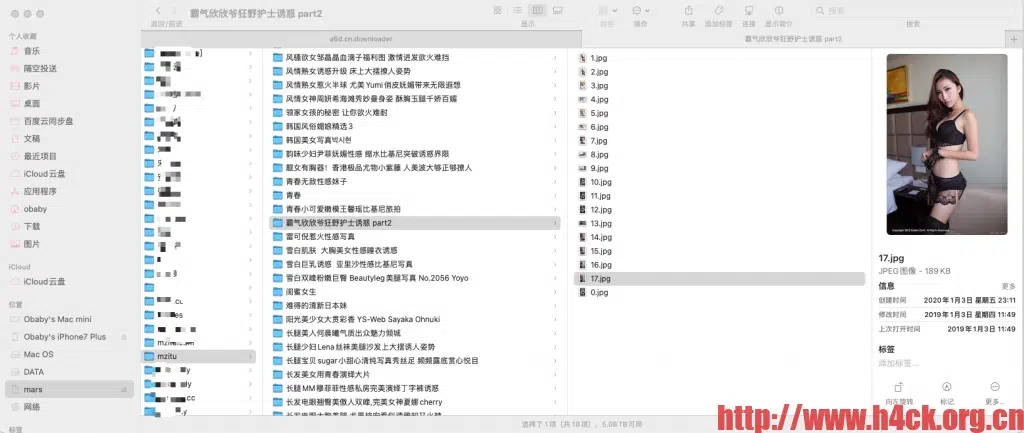 霸气欣欣爷狂野护士诱惑 part2
返回/前进
显示
群组
操作
共享
添加标签
连接
显示简介
搜索
搜索
a6d.cn.downloader
霸气欣欣爷狂野护士诱惑 part2
个人收藏
音乐
隔空投送
影片
桌面
百度云同步盘
文稿
最近项目
iCloud云盘
应用程序
obaby
下载
图片
iCloud
iCloud云盘
位置
Obaby's Mac mini
Obaby's iPhone7 Plus
Mac OS
DATA
mars
网络
mzitu
风骚欲女邹晶晶血滴子福利图 激情迸发欲火难挡
风情熟女诱惑升级 床上大摆撩人姿势
风情熟女惹火半球 尤美Yumi俏皮妩媚带来无限遐想
风情女神周妍希海滩秀妙曼身姿 酥胸玉腿千娇百媚
领家女孩的秘密 让你欲火难耐
韩国风俗媚娘精选3
韩国美女写真박시현
韵味少妇尹菲妩媚性感 缩水比基尼突破诱惑界限
靓女有胸器！香港极品尤物小紫藤 人美波大够正够撩人
青春无敌性感妹子
青春
青春小可爱嫩模王馨瑶比基尼旅拍
霸气欣欣爷狂野护士诱惑 part2
雷可倪惹火性感写真
雪白肌肤 大胸美女性感睡衣诱惑
雪白巨乳诱惑 亚里沙性感比基尼写真
雪白双峰粉嫩巨臀 Beautyleg美腿写真 No.2056 Yoyo
闺蜜女生
难得的清新日本妹
阳光美少女大贯彩香 YS-Web Sayaka Ohnuki
长腿美人何晨曦气质出众魅力倾城
长腿少妇Lena丝袜美腿沙发上大摆诱人姿势
长腿宝贝sugar小甜心清纯写真秀丝足 频频露底赏心悦目
长发美女用青春演绎大片
长腿MM穆菲菲性感私房完美演绎丁字裤诱惑
长发电眼翘臀美傲人双峰,完美女神夏娜 cherry
1.jpg
2.jpg
3.jpg
4.jpg
5.jpg
6.jpg
7.jpg
8.jpg
9.jpg
10.jpg
11.jpg
12.jpg
13.jpg
14.jpg
15.jpg
16.jpg
17.jpg
0.jpg
17.jpg
JPEG图像 - 189 KB
信息
更多
创建时间 2020年1月3日 星期五 23:11
修改时间 2019年1月3日 星期四 11:49
上次打开时间 2019年1月3日 11:49
标签
添加标签…
向左旋转
标记
更多…
选择了1项（共18项），5.08 TB可用
http://www.h4ck.org.cn